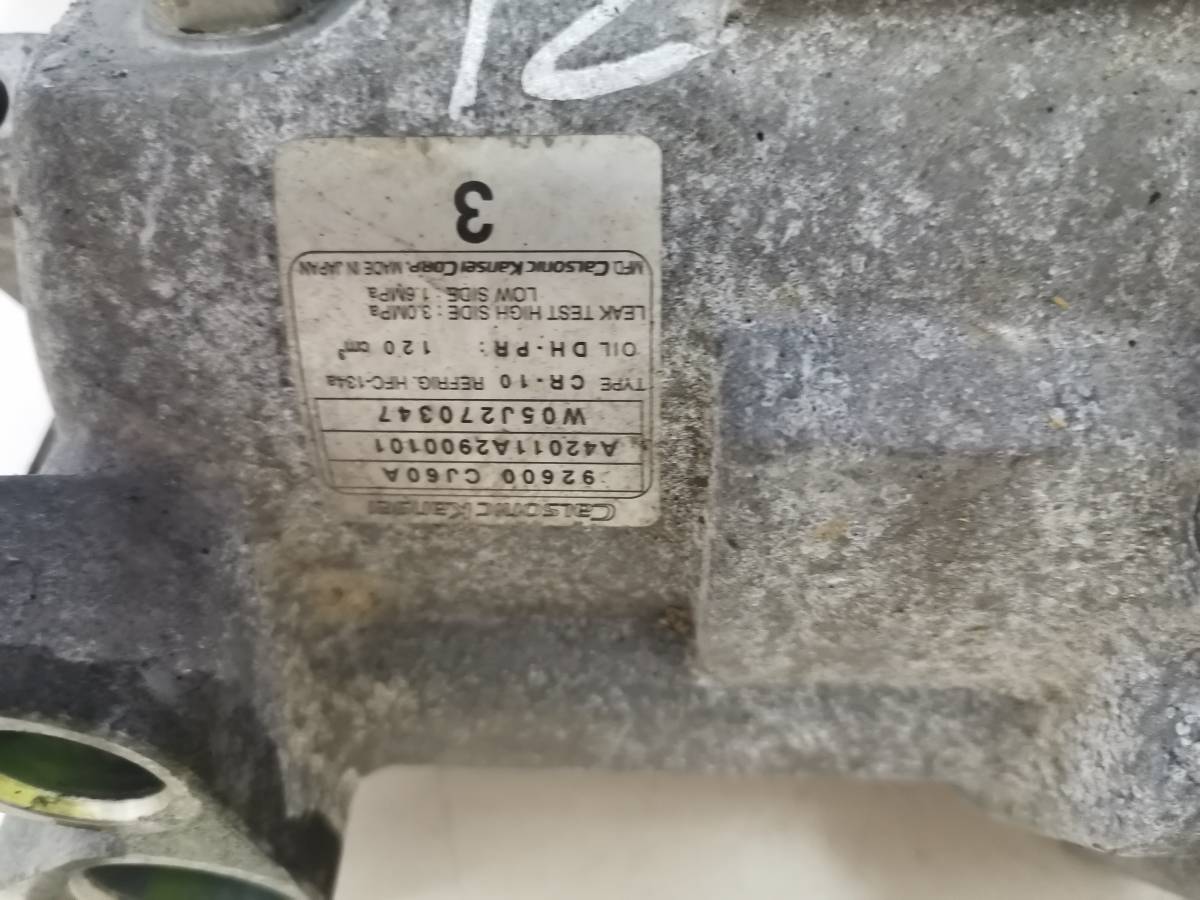 Calsonic Kansei
92600 CJ60A
A42011A2900101
W05J270347
TYPE CR-10 REFRIG. HFC-134a
OIL DH-PR: 120 cm³
LEAK TEST HIGH SIDE : 3.0MPa
LOW SIDE : 1.6MPa
MFD. Calsonic Kansei Corp. MADE IN JAPAN
3